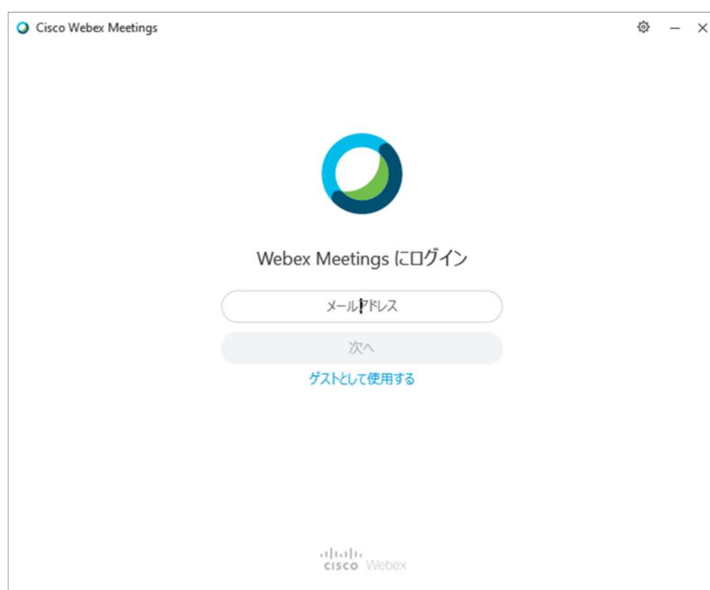 Cisco Webex Meetings
Webex Meetings にログイン
メールアドレス
次へ
ゲストとして使用する
cisco Webex